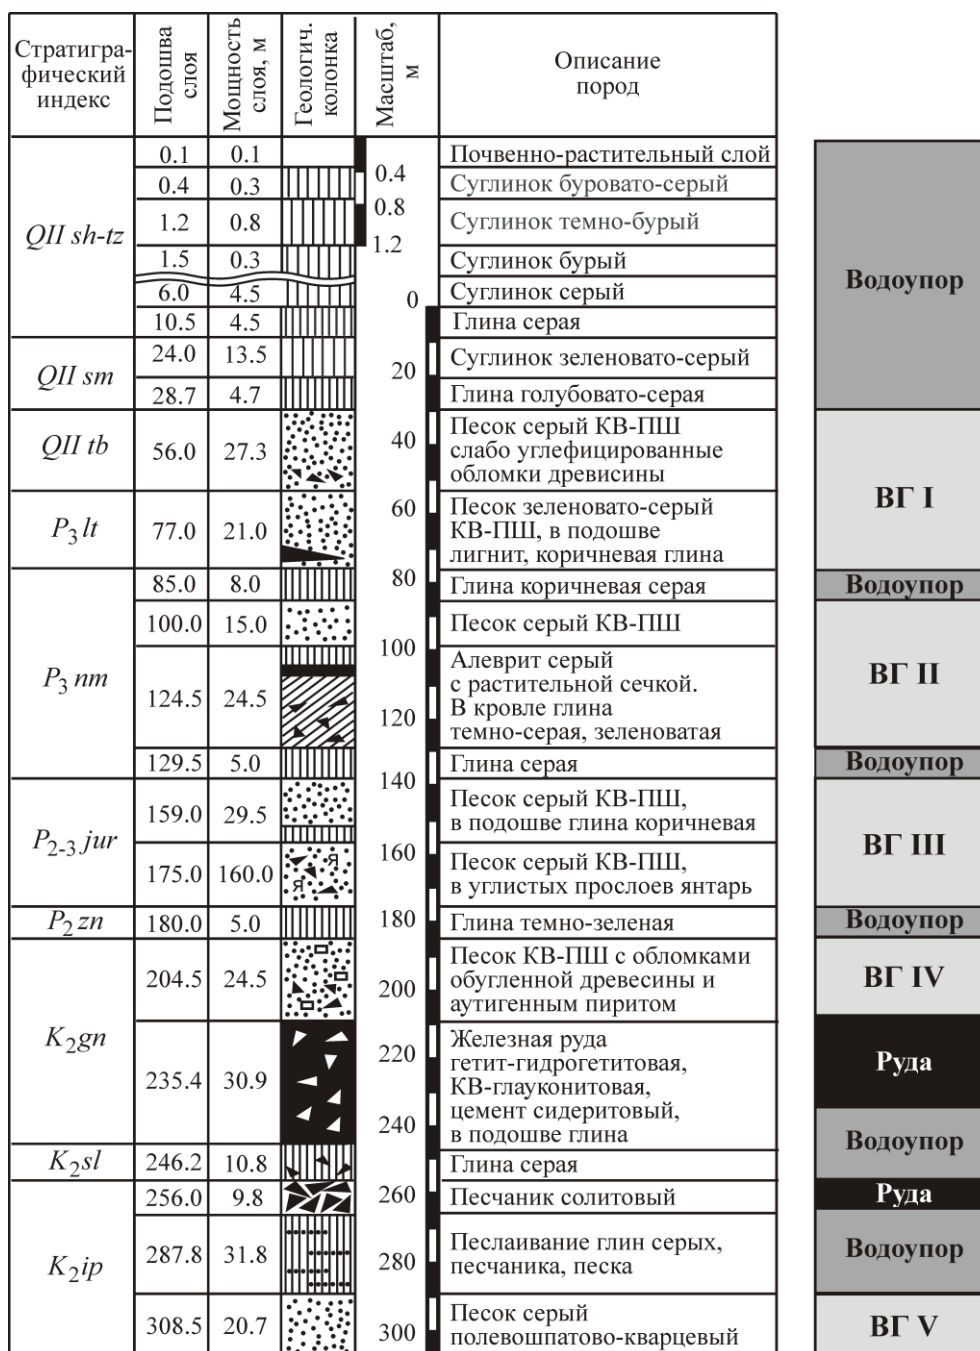 Стратигра-
фический
индекс
Подошва
слоя
Мощность
слоя, м
Геологич.
колонка
Масштаб,
м
Описание
пород
QII sh-tz
0.1 0.1 Почвенно-растительный слой
0.4 0.3 Суглинок буровато-серый
1.2 0.8 Суглинок темно-бурый
1.5 0.3 Суглинок бурый
6.0 4.5 Суглинок серый
10.5 4.5 Глина серая
0.4
0.8
1.2
0
Водоупор
QII sm
24.0 13.5 Суглинок зеленовато-серый
20
28.7 4.7 Глина голубовато-серая
QII tb
56.0 27.3
40
Песок серый КВ-ПШ
слабо углефицированные
обломки древисины
ВГ I
P3 lt
77.0 21.0
60
Песок зеленовато-серый
КВ-ПШ, в подошве
лигнит, коричневая глина
P3 nm
85.0 8.0
80
Глина коричневая серая
Водоупор
100.0 15.0 Песок серый КВ-ПШ
100
124.5 24.5
Алеврит серый
с растительной сечкой.
В кровле глина
темно-серая, зеленоватая
120
ВГ II
129.5 5.0 Глина серая
Водоупор
140
P2-3 jur
159.0 29.5
Песок серый КВ-ПШ,
в подошве глина коричневая
160
175.0 160.0
Песок серый КВ-ПШ,
в углистых прослоев янтарь
Я
Я
ВГ III
P2 zn
180.0 5.0
180
Глина темно-зеленая
Водоупор
K2gn
204.5 24.5
200
Песок КВ-ПШ с обломками
обугленной древесины и
аутигенным пиритом
ВГ IV
235.4 30.9
220
240
Железная руда
гетит-гидрогетитовая,
КВ-глауконитовая,
цемент сидеритовый,
в подошве глина
Руда
Водоупор
K2sl
246.2 10.8 Глина серая
K2ip
256.0 9.8
260
Песчаник солитовый
Руда
287.8 31.8
280
Песлаивание глин серых,
песчаника, песка
Водоупор
308.5 20.7
300
Песок серый
полевошпатово-кварцевый
ВГ V